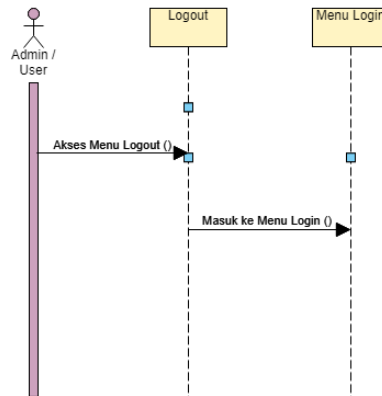 Logout
Menu Login
Admin /
User
Akses Menu Logout ()
Masuk ke Menu Login ()